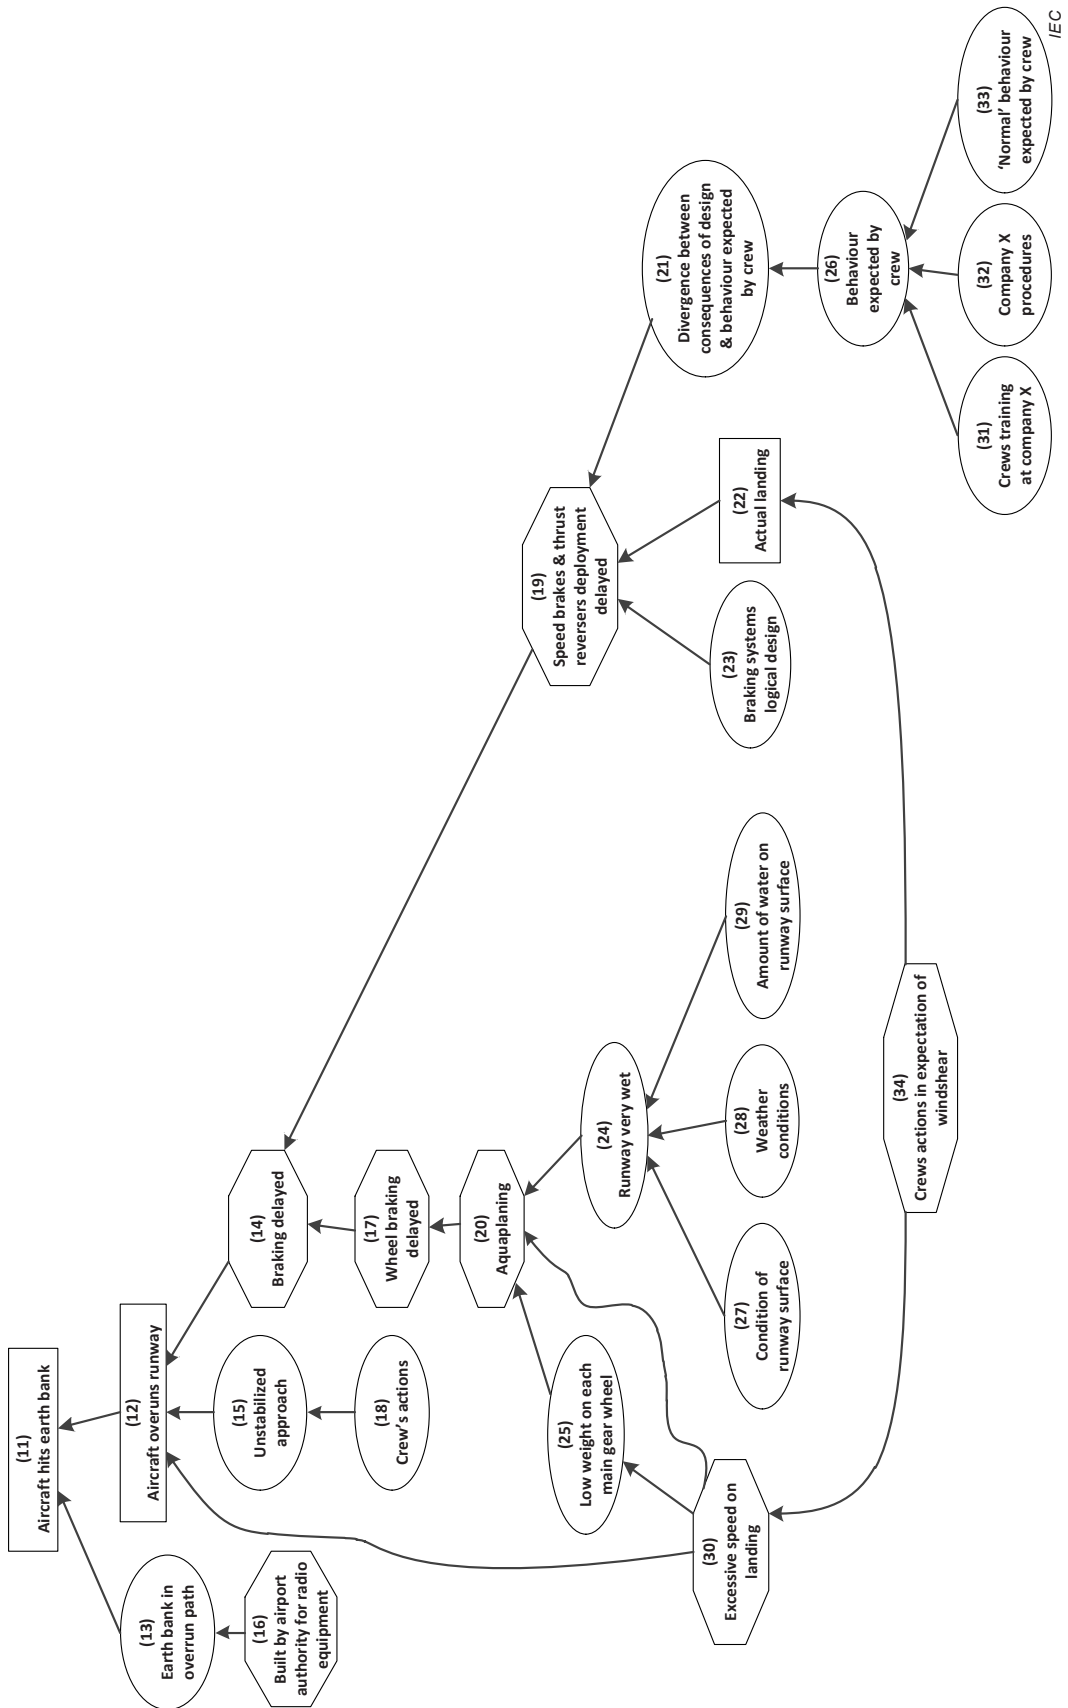 (11)
Aircraft hits earth bank
(12)
Aircraft overuns runway
(13)
Earth bank in
overrun path
(14)
Braking delayed
(15)
Unstabilized
approach
(16)
Built by airport
authority for radio
equipment
(17)
Wheel braking
delayed
(18)
Crew's actions
(19)
Speed brakes & thrust
reversers deployment
delayed
(20)
Aquaplaning
(21)
Divergence between
consequences of design
& behaviour expected
by crew
(22)
Actual landing
(23)
Braking systems
logical design
(24)
Runway very wet
(25)
Low weight on each
main gear wheel
(26)
Behaviour
expected by
crew
(27)
Condition of
runway surface
(28)
Weather
conditions
(29)
Amount of water on
runway surface
(30)
Excessive speed on
landing
(31)
Crews training
at company X
(32)
Company X
procedures
(33)
‘Normal’ behaviour
expected by crew
(34)
Crews actions in expectation of
windshear
IEC